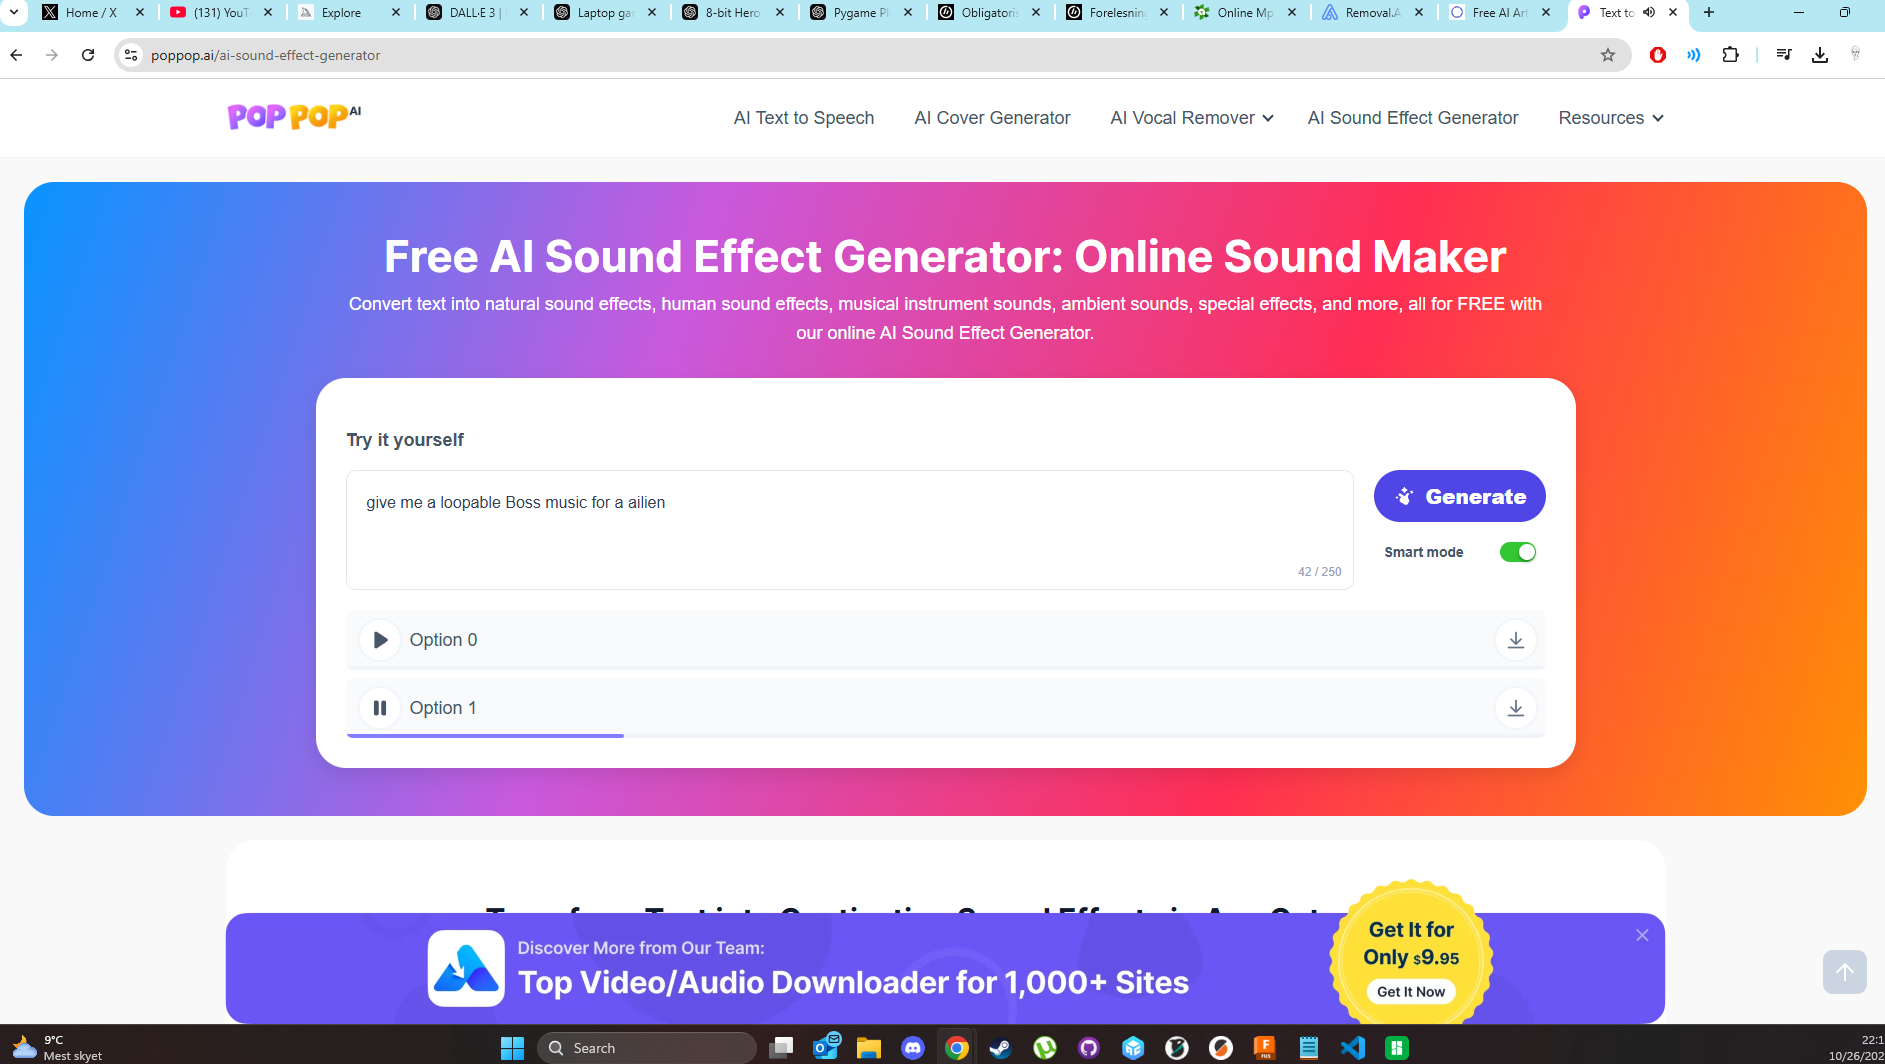 Home / X
(131) YouT
Explore
DALL·E 3 |
Laptop gar
8-bit Hero
Pygame Pl
Obligatoris
Forelesning
Online Mp
Removal.A
Free AI Art
Text to
poppop.ai/ai-sound-effect-generator
POP POP AI
AI Text to Speech
AI Cover Generator
AI Vocal Remover
AI Sound Effect Generator
Resources
Free AI Sound Effect Generator: Online Sound Maker
Convert text into natural sound effects, human sound effects, musical instrument sounds, ambient sounds, special effects, and more, all for FREE with
our online AI Sound Effect Generator.
Try it yourself
give me a loopable Boss music for a ailien
42 / 250
Generate
Smart mode
Option 0
Option 1
Discover More from Our Team:
Top Video/Audio Downloader for 1,000+ Sites
Get It for
Only $9.95
Get It Now
9°C
Mest skyet
Search
22:1
10/26/202